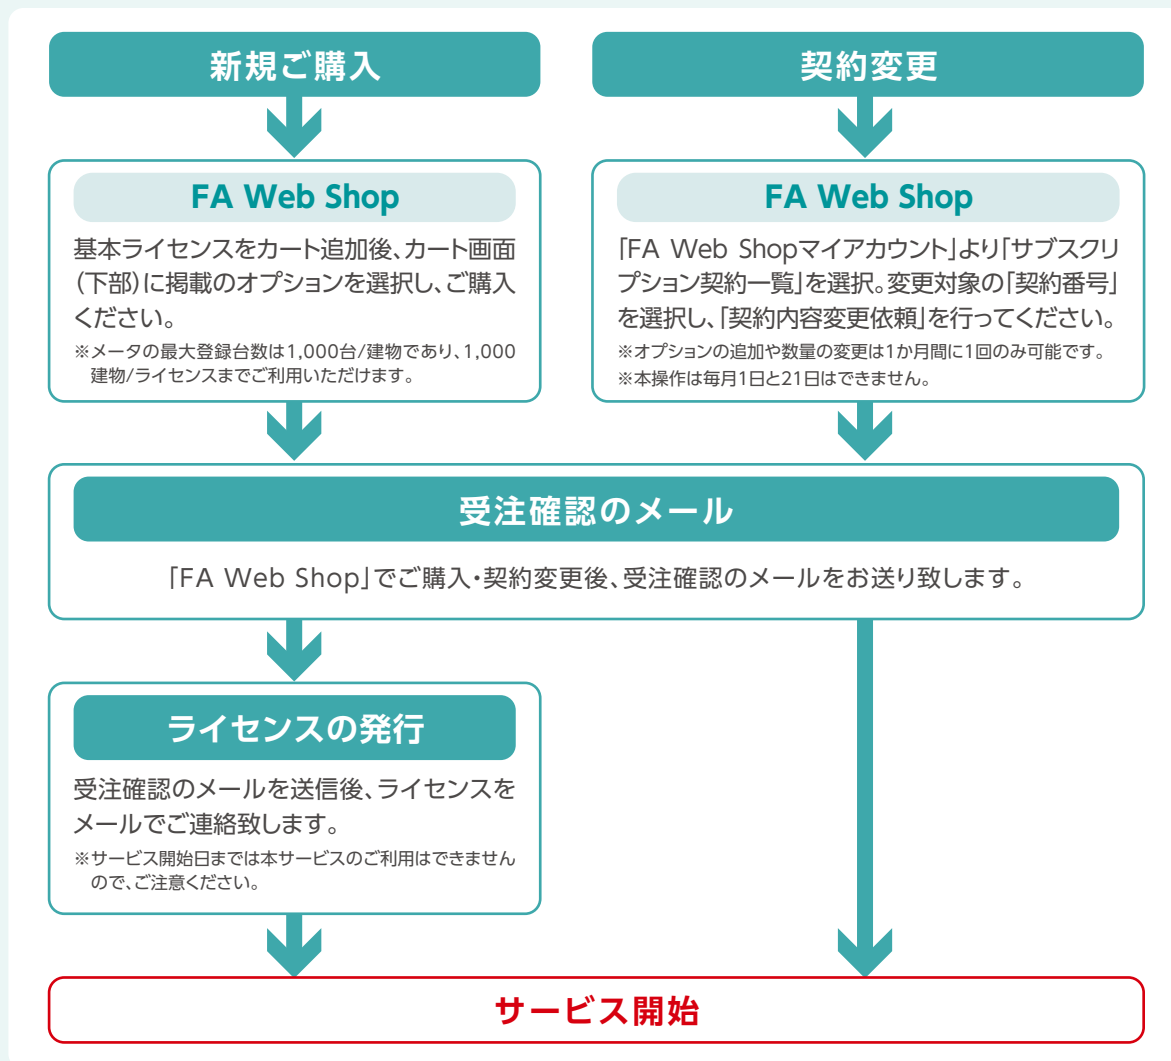 新規ご購入
FA Web Shop
基本ライセンスをカート追加後、カート画面
(下部)に掲載のオプションを選択し、ご購入
ください。
※メータの最大登録台数は1,000台/建物であり、1,000
建物/ライセンスまでご利用いただけます。
契約変更
FA Web Shop
「FA Web Shopマイアカウント」より「サブスクリ
プション契約一覧」を選択。変更対象の「契約番号」
を選択し、「契約内容変更依頼」を行ってください。
※オプションの追加や数量の変更は1か月間に1回のみ可能です。
※本操作は毎月1日と21日はできません。
受注確認のメール
「FA Web Shop」でご購入・契約変更後、受注確認のメールをお送り致します。
ライセンスの発行
受注確認のメールを送信後、ライセンスを
メールでご連絡致します。
※サービス開始日までは本サービスのご利用はできません
ので、ご注意ください。
サービス開始